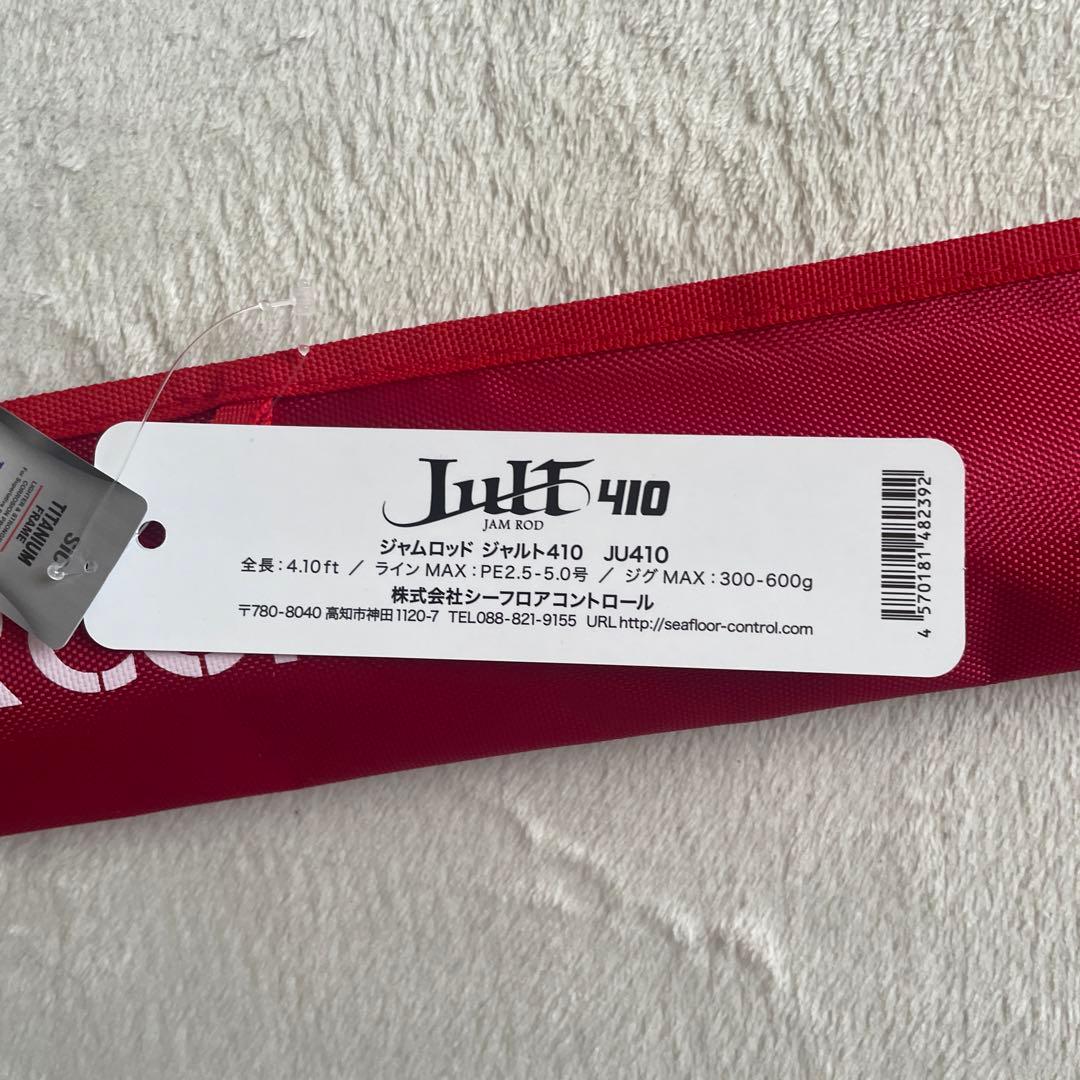 Jult 410
JAM ROD
ジャムロッド ジャルト410 JU410
全長：4.10ft ／ ラインMAX：PE2.5-5.0号 ／ ジグMAX：300-600g
株式会社シーフロアコントロール
〒780-8040 高知市神田1120-7 TEL088-821-9155 URL http://seafloor-control.com
4 570181 482392
SiC
TITANIUM
FRAME
LIGHTER & STRONGER